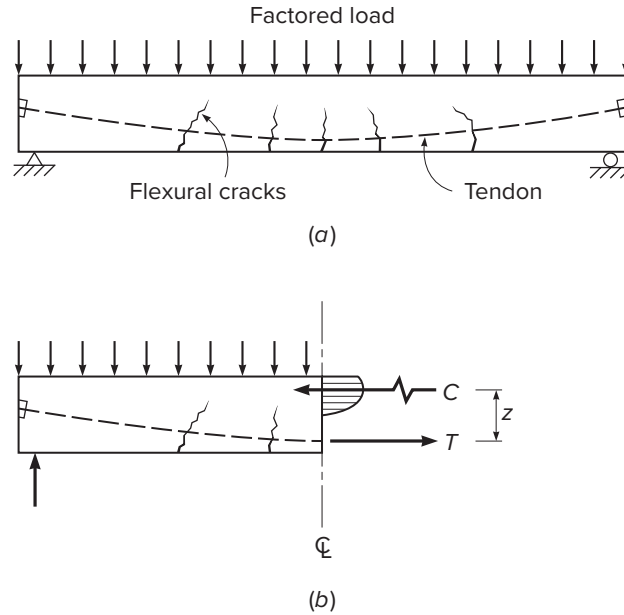 Factored load
Flexural cracks
Tendon
(a)
C
z
T
℄
(b)